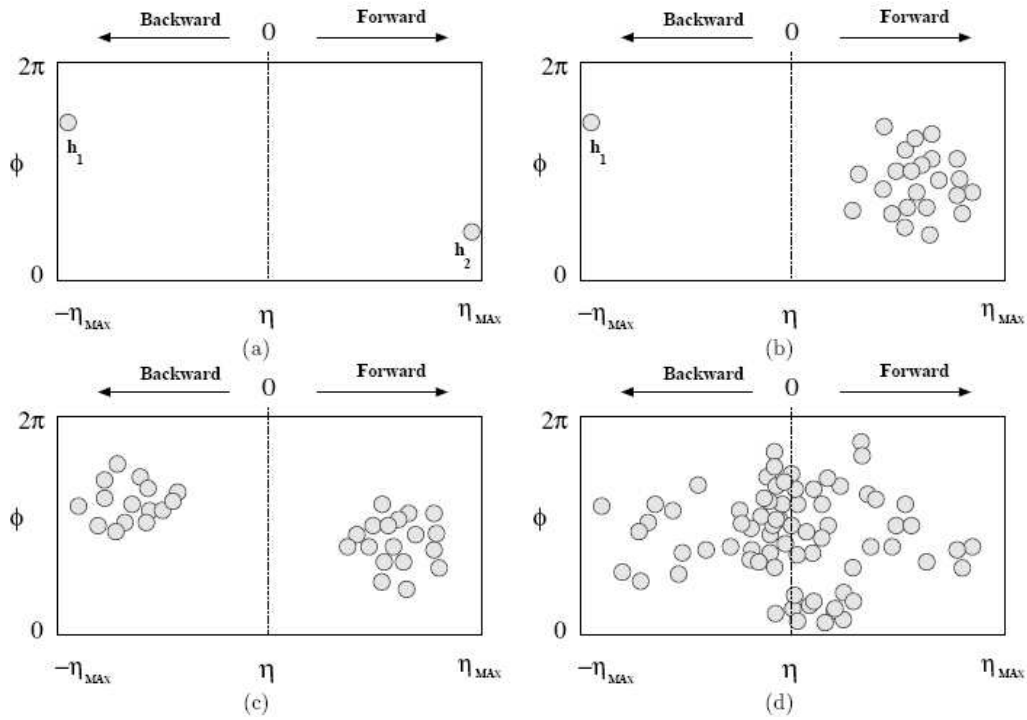 Backward 0 Forward
2π
h1
ϕ
h2
0
−ηMAX η ηMAX
(a)
Backward 0 Forward
2π
h1
ϕ
0
−ηMAX η ηMAX
(b)
Backward 0 Forward
2π
ϕ
0
−ηMAX η ηMAX
(c)
Backward 0 Forward
2π
ϕ
0
−ηMAX η ηMAX
(d)